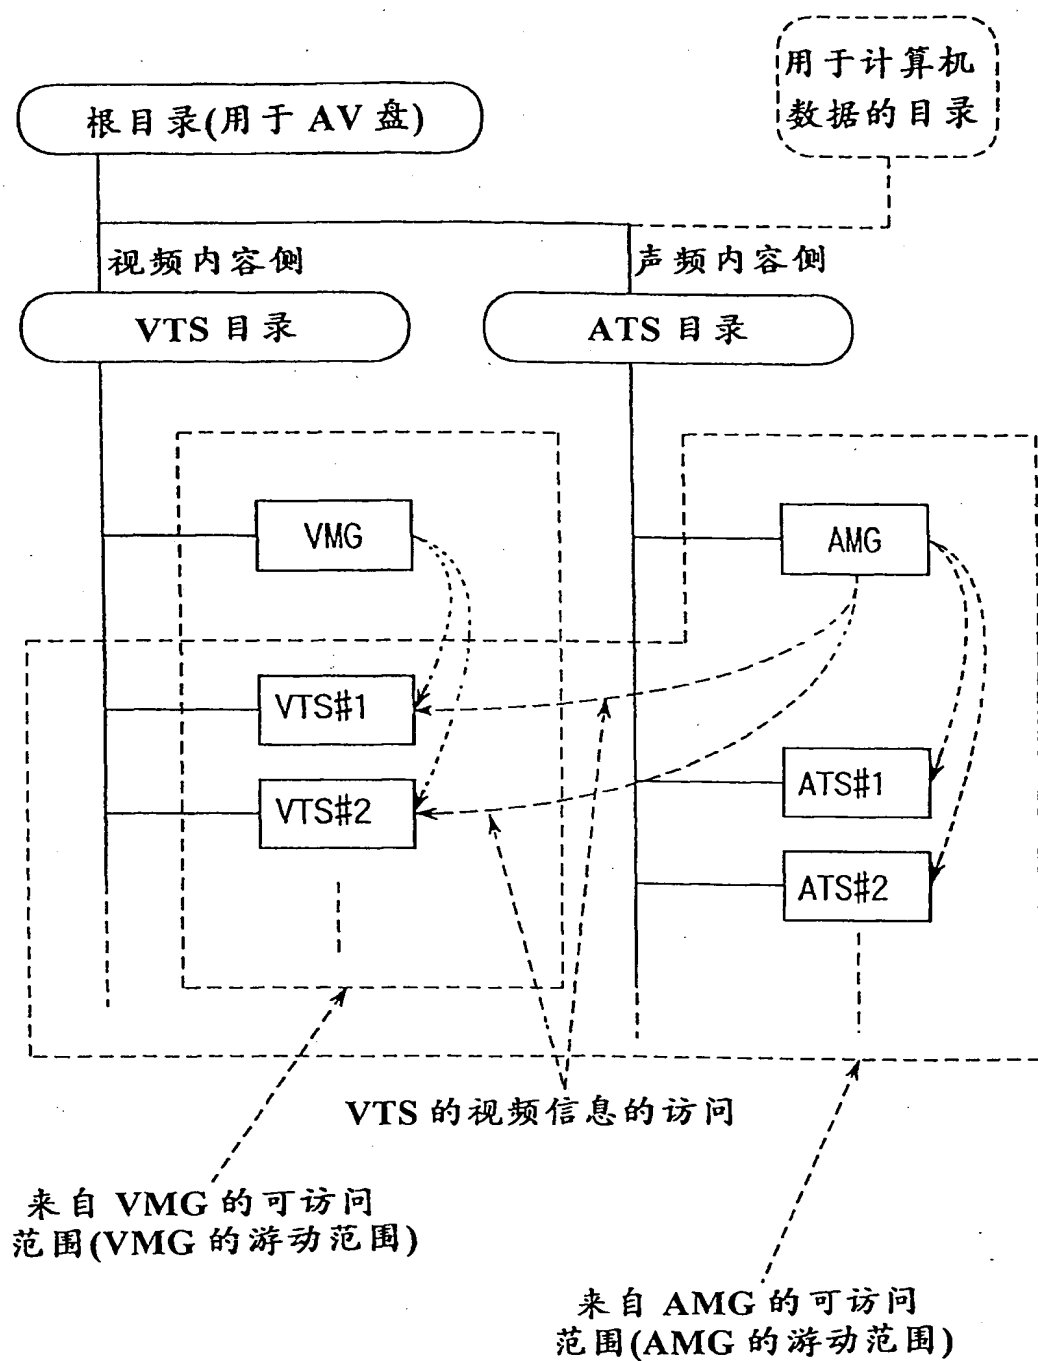 用于计算机
数据的目录
根目录(用于 AV 盘)
视频内容侧
声频内容侧
VTS 目录
ATS 目录
VMG
AMG
VTS#1
VTS#2
ATS#1
ATS#2
VTS 的视频信息的访问
来自 VMG 的可访问
范围(VMG 的游动范围)
来自 AMG 的可访问
范围(AMG 的游动范围)